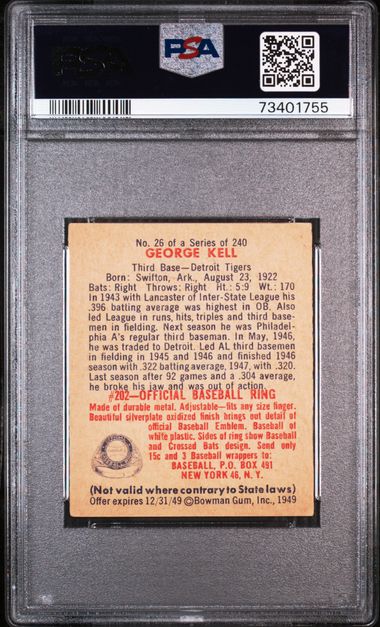 PSA
PSA
73401755
No. 26 of a Series of 240
GEORGE KELL
Third Base—Detroit Tigers
Born: Swifton, Ark., August 23, 1922
Bats: Right Throws: Right Ht.: 5:9 Wt.: 170
In 1943 with Lancaster of Inter-State League his
.396 batting average was highest in OB. Also
led League in runs, hits, triples and third base-
men in fielding. Next season he was Philadel-
phia A's regular third baseman. In May, 1946,
he was traded to Detroit. Led AL third basemen
in fielding in 1945 and 1946 and finished 1946
season with .322 batting average, 1947, with .320.
Last season after 92 games and a .304 average,
he broke his jaw and was out of action.
#202—OFFICIAL BASEBALL RING
Made of durable metal. Adjustable—fits any size finger.
Beautiful silverplate oxidized finish brings out detail of
official Baseball Emblem. Baseball of
white plastic. Sides of ring show Baseball
and Crossed Bats design. Send only
15c and 3 Baseball wrappers to:
BASEBALL, P.O. BOX 491
NEW YORK 46, N. Y.
(Not valid where contrary to State laws)
Offer expires 12/31/49 ©Bowman Gum, Inc., 1949